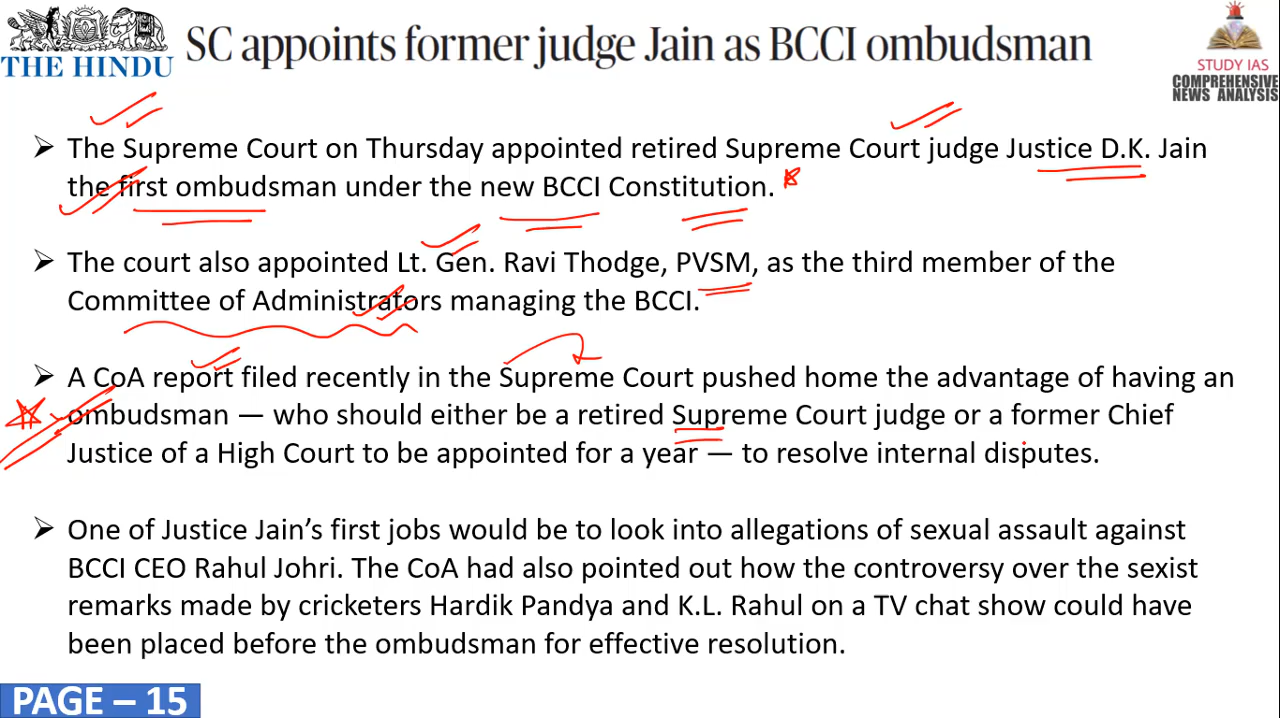 THE HINDU
SC appoints former judge Jain as BCCI ombudsman
STUDY IAS
COMPREHENSIVE
NEWS ANALYSIS
➢ The Supreme Court on Thursday appointed retired Supreme Court judge Justice D.K. Jain
the first ombudsman under the new BCCI Constitution.
➢ The court also appointed Lt. Gen. Ravi Thodge, PVSM, as the third member of the
Committee of Administrators managing the BCCI.
➢ A CoA report filed recently in the Supreme Court pushed home the advantage of having an
ombudsman — who should either be a retired Supreme Court judge or a former Chief
Justice of a High Court to be appointed for a year — to resolve internal disputes.
➢ One of Justice Jain’s first jobs would be to look into allegations of sexual assault against
BCCI CEO Rahul Johri. The CoA had also pointed out how the controversy over the sexist
remarks made by cricketers Hardik Pandya and K.L. Rahul on a TV chat show could have
been placed before the ombudsman for effective resolution.
PAGE – 15